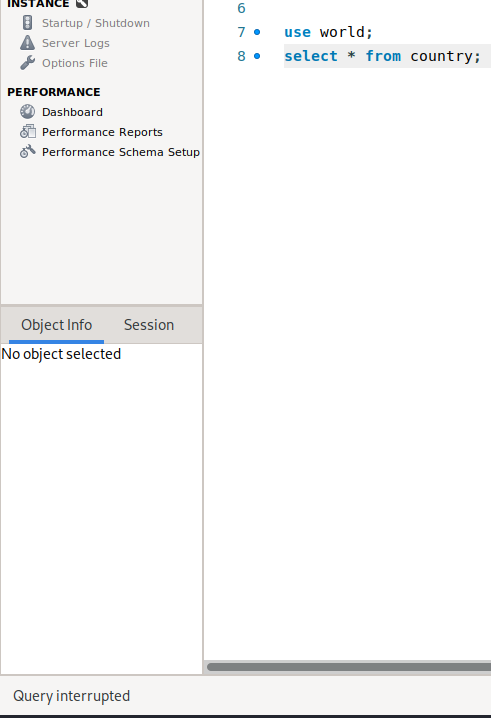 INSTANCE
Startup / Shutdown
Server Logs
Options File
PERFORMANCE
Dashboard
Performance Reports
Performance Schema Setup
6
7 use world;
8 select * from country;
Object Info Session
No object selected
Query interrupted